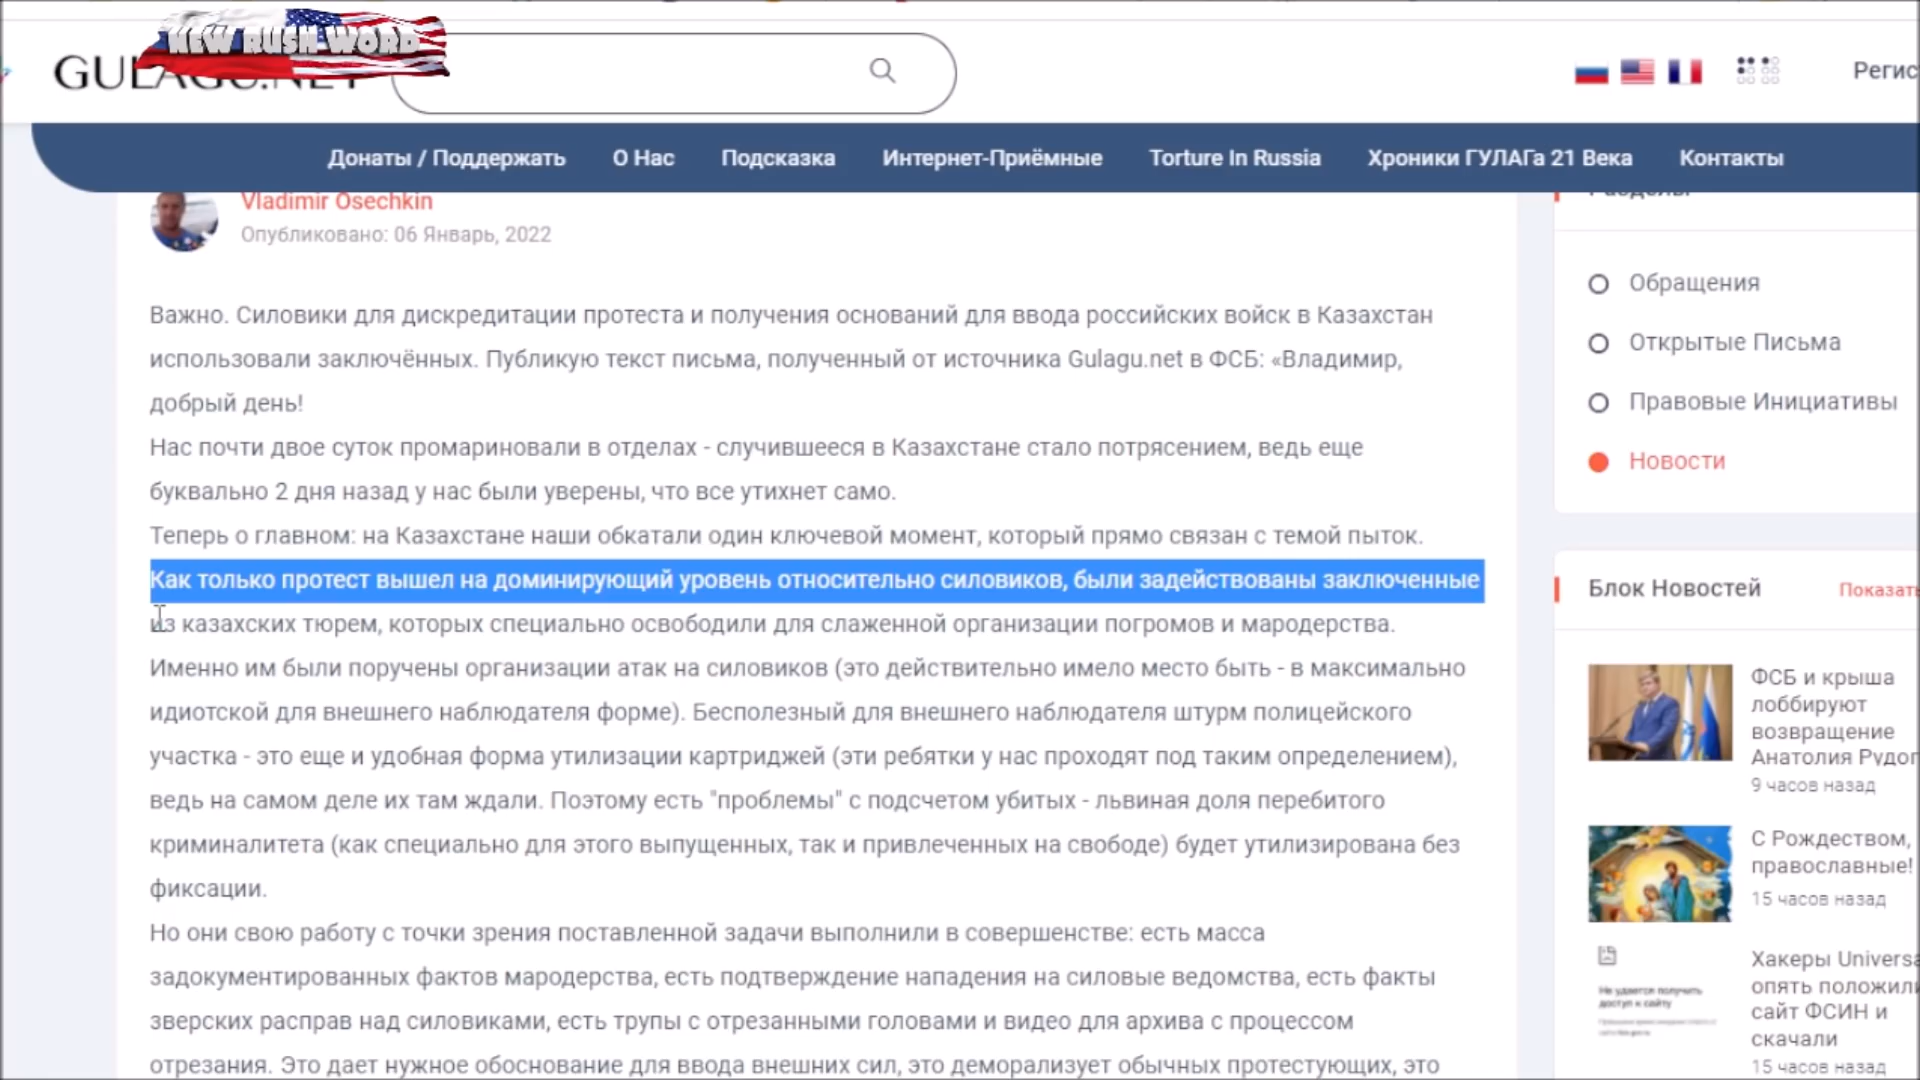 NEW RUSH WORD
GULAGU.NET
Регис
Донаты / Поддержать О Нас Подсказка Интернет-Приёмные Torture In Russia Хроники ГУЛАГа 21 Века Контакты
Vladimir Osechkin
Опубликовано: 06 Январь, 2022
Важно. Силовики для дискредитации протеста и получения оснований для ввода российских войск в Казахстан
использовали заключённых. Публикую текст письма, полученный от источника Gulagu.net в ФСБ: «Владимир,
добрый день!
Нас почти двое суток промариновали в отделах - случившееся в Казахстане стало потрясением, ведь еще
буквально 2 дня назад у нас были уверены, что все утихнет само.
Теперь о главном: на Казахстане наши обкатали один ключевой момент, который прямо связан с темой пыток.
Как только протест вышел на доминирующий уровень относительно силовиков, были задействованы заключенные
из казахских тюрем, которых специально освободили для слаженной организации погромов и мародерства.
Именно им были поручены организации атак на силовиков (это действительно имело место быть - в максимально
идиотской для внешнего наблюдателя форме). Бесполезный для внешнего наблюдателя штурм полицейского
участка - это еще и удобная форма утилизации картриджей (эти ребятки у нас проходят под таким определением),
ведь на самом деле их там ждали. Поэтому есть "проблемы" с подсчетом убитых - львиная доля перебитого
криминалитета (как специально для этого выпущенных, так и привлеченных на свободе) будет утилизирована без
фиксации.
Но они свою работу с точки зрения поставленной задачи выполнили в совершенстве: есть масса
задокументированных фактов мародерства, есть подтверждение нападения на силовые ведомства, есть факты
зверских расправ над силовиками, есть трупы с отрезанными головами и видео для архива с процессом
отрезания. Это дает нужное обоснование для ввода внешних сил, это деморализует обычных протестующих, это
Разделы
Обращения
Открытые Письма
Правовые Инициативы
Новости
Блок Новостей Показать
ФСБ и крыша
лоббируют
возвращение
Анатолия Рудог
9 часов назад
С Рождеством,
православные!
15 часов назад
Не удается получить
доступ к сайту
Хакеры Universa
опять положили
сайт ФСИН и
скачали
15 часов назад